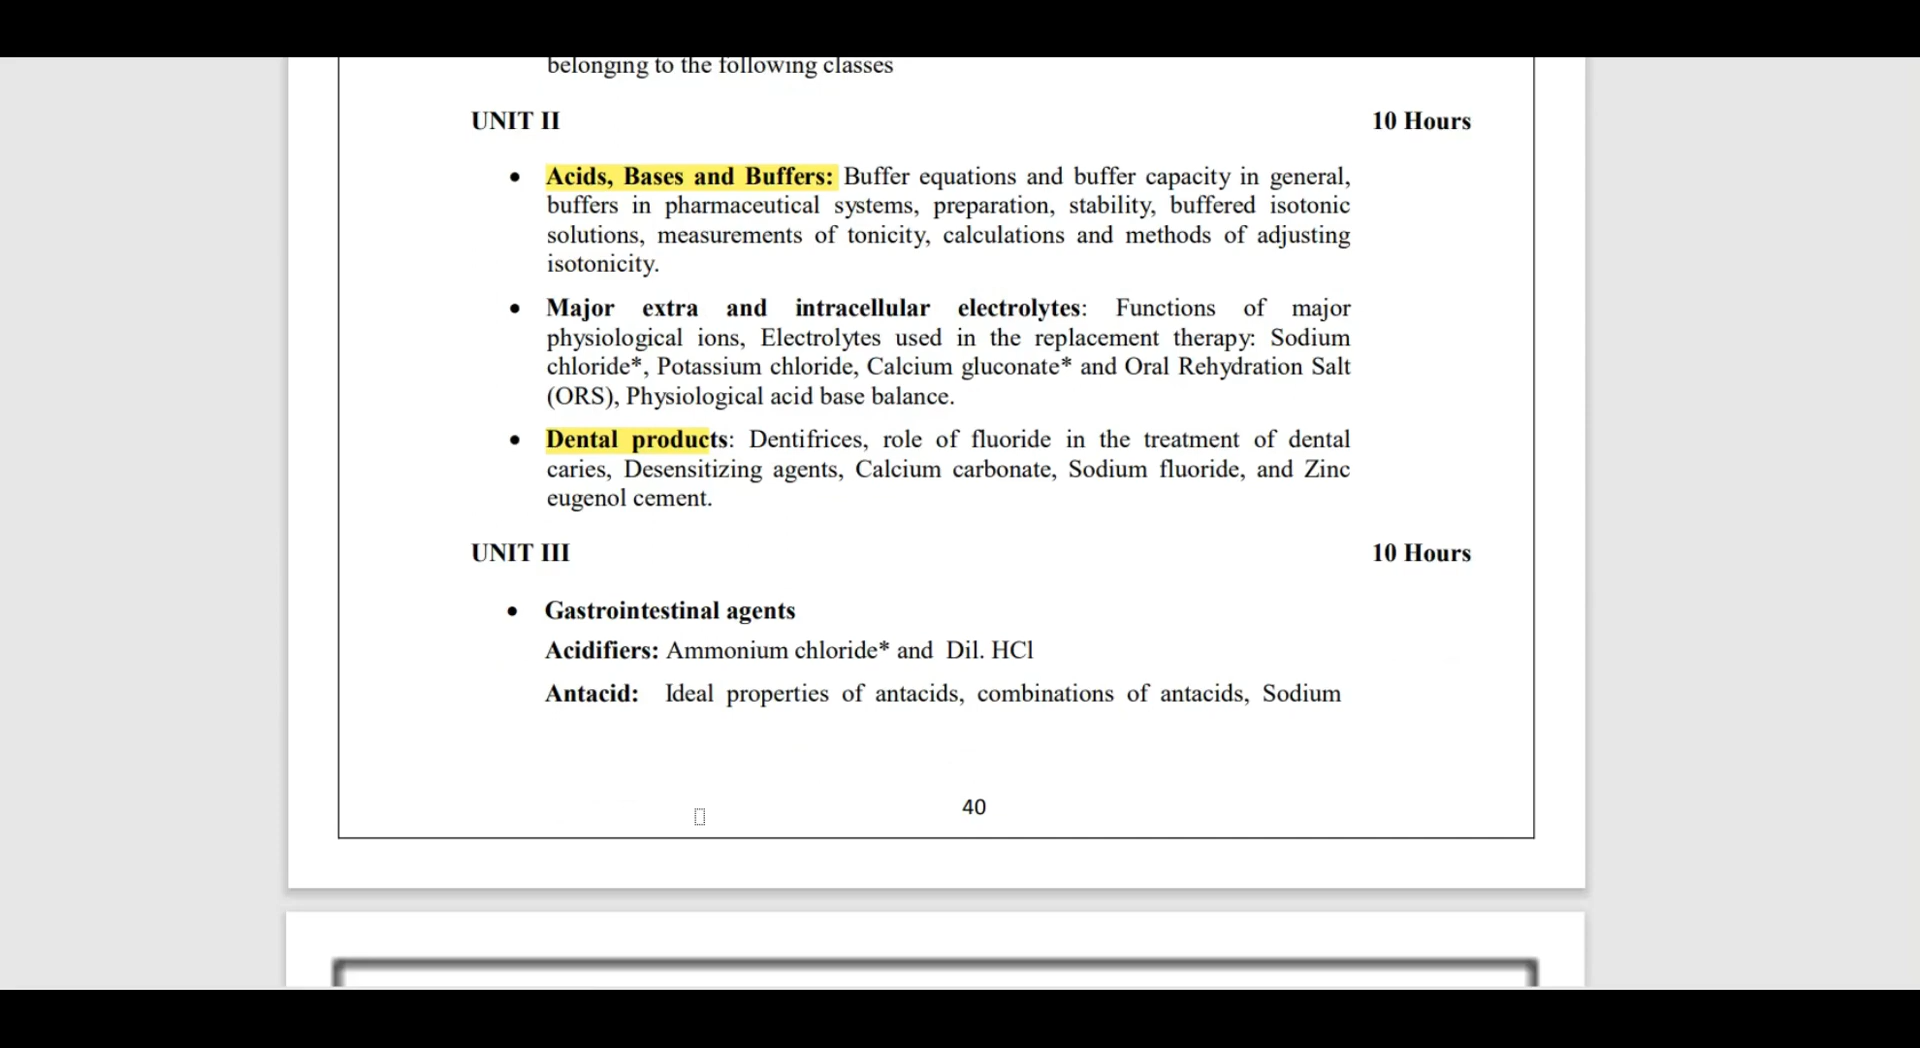 belonging to the following classes
UNIT II 10 Hours
• Acids, Bases and Buffers: Buffer equations and buffer capacity in general,
buffers in pharmaceutical systems, preparation, stability, buffered isotonic
solutions, measurements of tonicity, calculations and methods of adjusting
isotonicity.
• Major extra and intracellular electrolytes: Functions of major
physiological ions, Electrolytes used in the replacement therapy: Sodium
chloride*, Potassium chloride, Calcium gluconate* and Oral Rehydration Salt
(ORS), Physiological acid base balance.
• Dental products: Dentifrices, role of fluoride in the treatment of dental
caries, Desensitizing agents, Calcium carbonate, Sodium fluoride, and Zinc
eugenol cement.
UNIT III 10 Hours
• Gastrointestinal agents
Acidifiers: Ammonium chloride* and Dil. HCl
Antacid: Ideal properties of antacids, combinations of antacids, Sodium
40